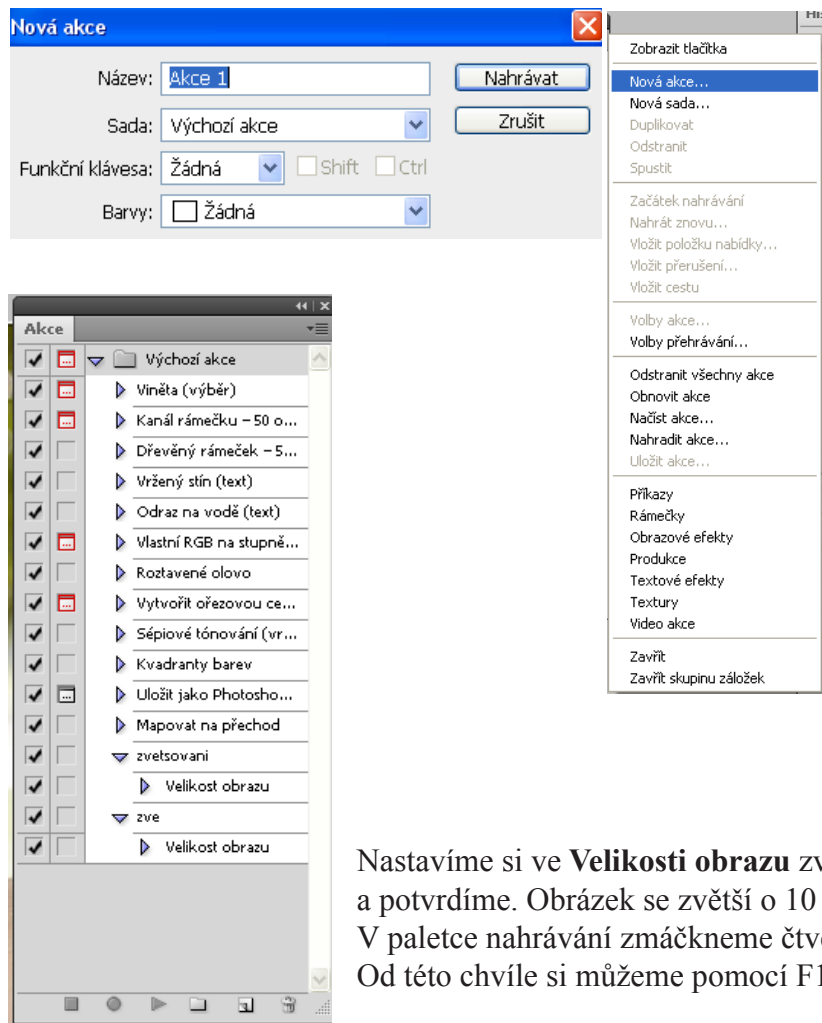 Nová akce
Název: Akce 1 Nahrávat
Sada: Výchozí akce Zrušit
Funkční klávesa: Žádná Shift Ctrl
Barvy: Žádná
Zobrazit tlačítka
Nová akce...
Nová sada...
Duplikovat
Odstranit
Spustit
Začátek nahrávání
Nahrát znovu...
Vložit položku nabídky...
Vložit přerušení...
Vložit cestu
Volby akce...
Volby přehrávání...
Odstranit všechny akce
Obnovit akce
Načíst akce...
Nahradit akce...
Uložit akce...
Příkazy
Rámečky
Obrazové efekty
Produkce
Textové efekty
Textury
Video akce
Zavřít
Zavřít skupinu záložek
Akce
Výchozí akce
Viněta (výběr)
Kanál rámečku – 50 o...
Dřevěný rámeček – 5...
Vržený stín (text)
Odraz na vodě (text)
Vlastní RGB na stupně...
Roztavené olovo
Vytvořit ořezovou ce...
Sépiové tónování (vr...
Kvadranty barev
Uložit jako Photosho...
Mapovat na přechod
zvetsovani
Velikost obrazu
zve
Velikost obrazu
Nastavíme si ve Velikosti obrazu zv
a potvrdíme. Obrázek se zvětší o 10
V paletce nahrávání zmáčkneme čtv
Od této chvíle si můžeme pomocí F1